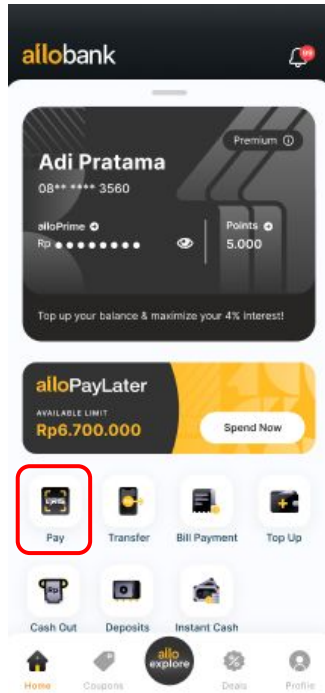 allobank
99
Premium
Adi Pratama
08** **** 3560
alloPrime
Points
Rp ●●●●●●●●
5.000
Top up your balance & maximize your 4% interest!
alloPayLater
AVAILABLE LIMIT
Rp6.700.000
Spend Now
QRIS
Pay
Transfer
Bill Payment
Top Up
Rp
Cash Out
Deposits
Instant Cash
allo
explore
Home
Coupons
Deals
Profile